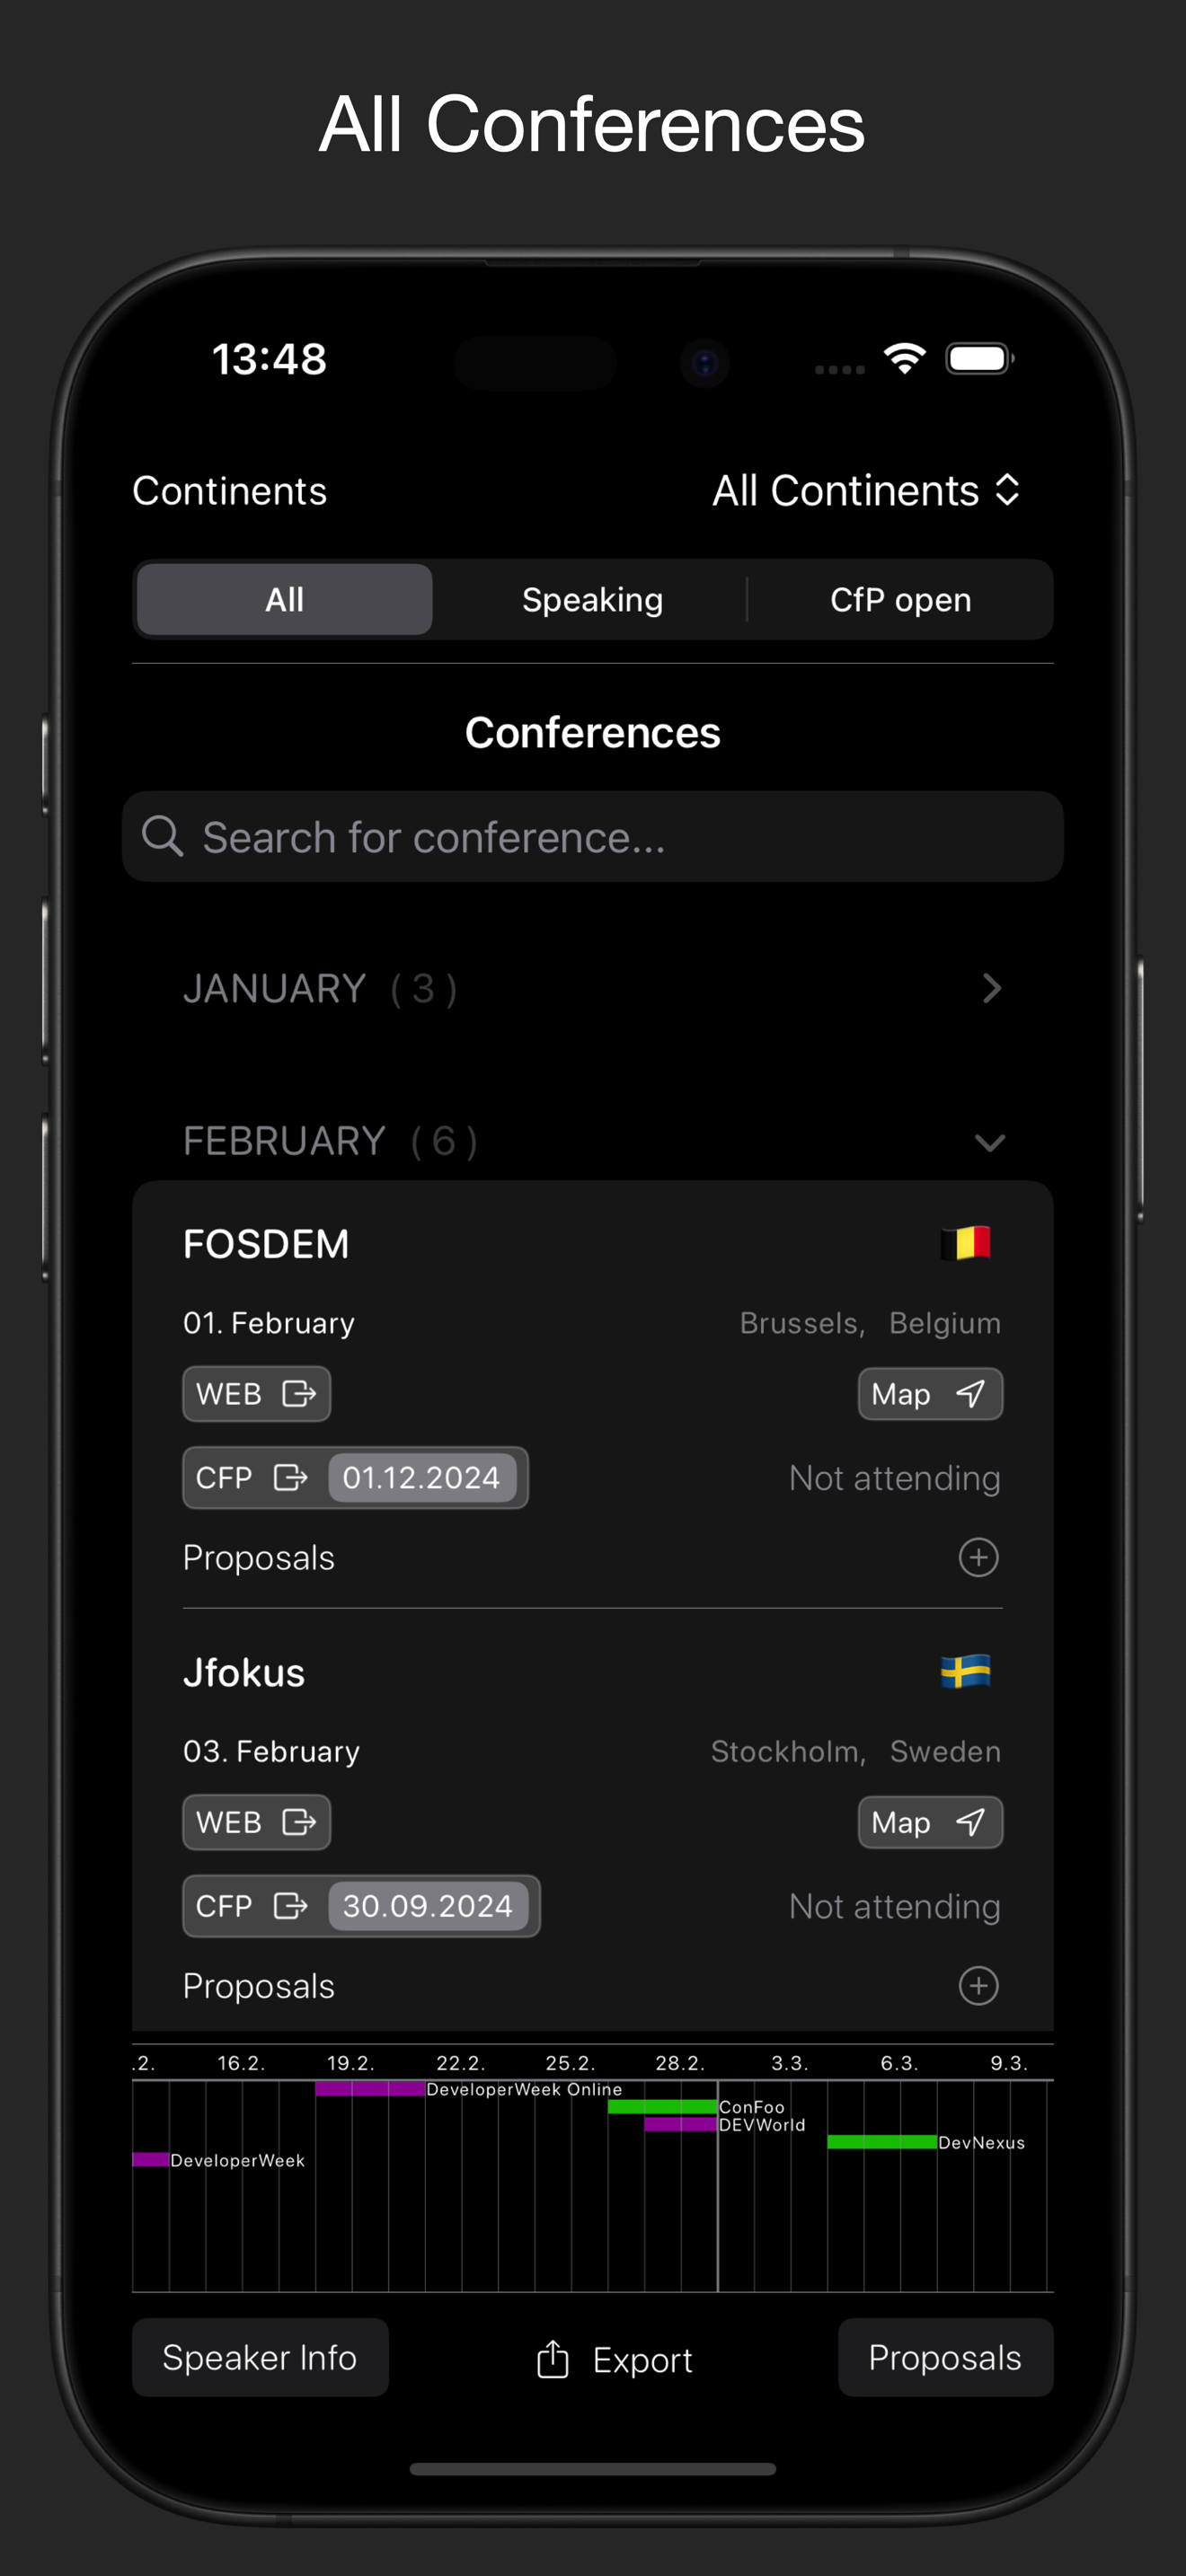 All Conferences
13:48
Continents All Continents
All Speaking CfP open
Conferences
Search for conference...
JANUARY (3)
FEBRUARY (6)
FOSDEM
01. February Brussels, Belgium
WEB Map
CFP 01.12.2024 Not attending
Proposals
Jfokus
03. February Stockholm, Sweden
WEB Map
CFP 30.09.2024 Not attending
Proposals
.2. 16.2. 19.2. 22.2. 25.2. 28.2. 3.3. 6.3. 9.3.
DeveloperWeek Online
ConFoo
DEVWorld
DevNexus
DeveloperWeek
Speaker Info Export Proposals